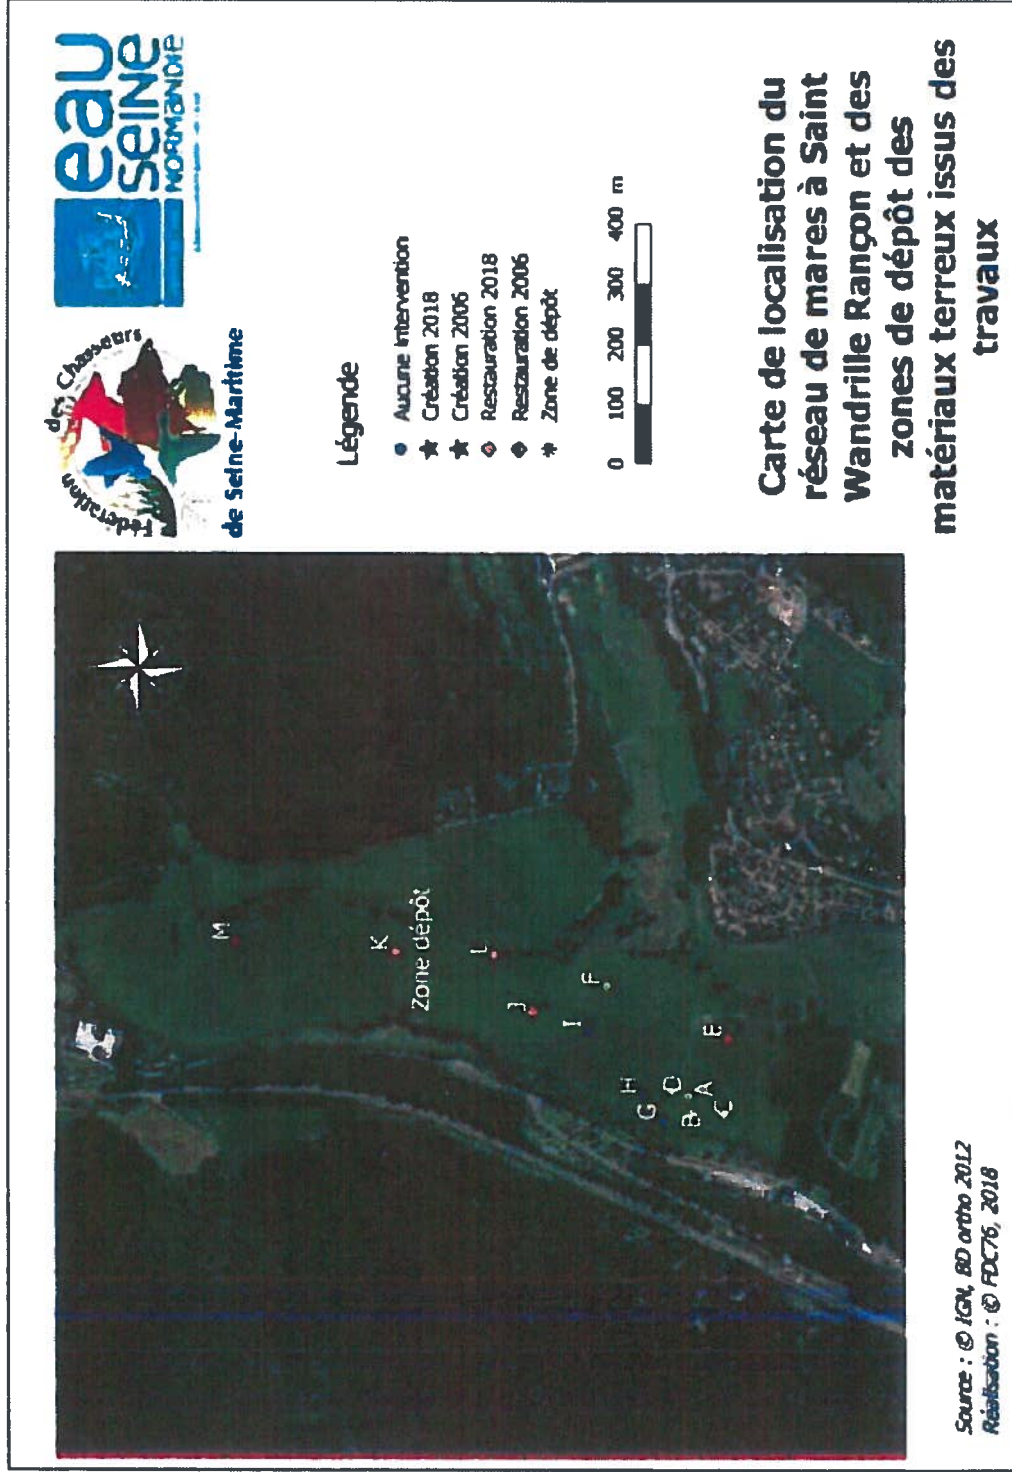 Fédération des Chasseurs
de Seine-Maritime
eau
seine
NORMANDIE
Légende
Aucune Intervention
Création 2018
Création 2006
Restauration 2018
Restauration 2006
Zone de dépôt
0 100 200 300 400 m
Carte de localisation du
réseau de mares à Saint
Wandrille Rançon et des
zones de dépôt des
matériaux terreux issus des
travaux
M
K
Zone dépôt
L
J
F
I
E
H
G
D
A
B
C
Source : © IGN, BD ortho 2012
Réalisation : © FDC76, 2018